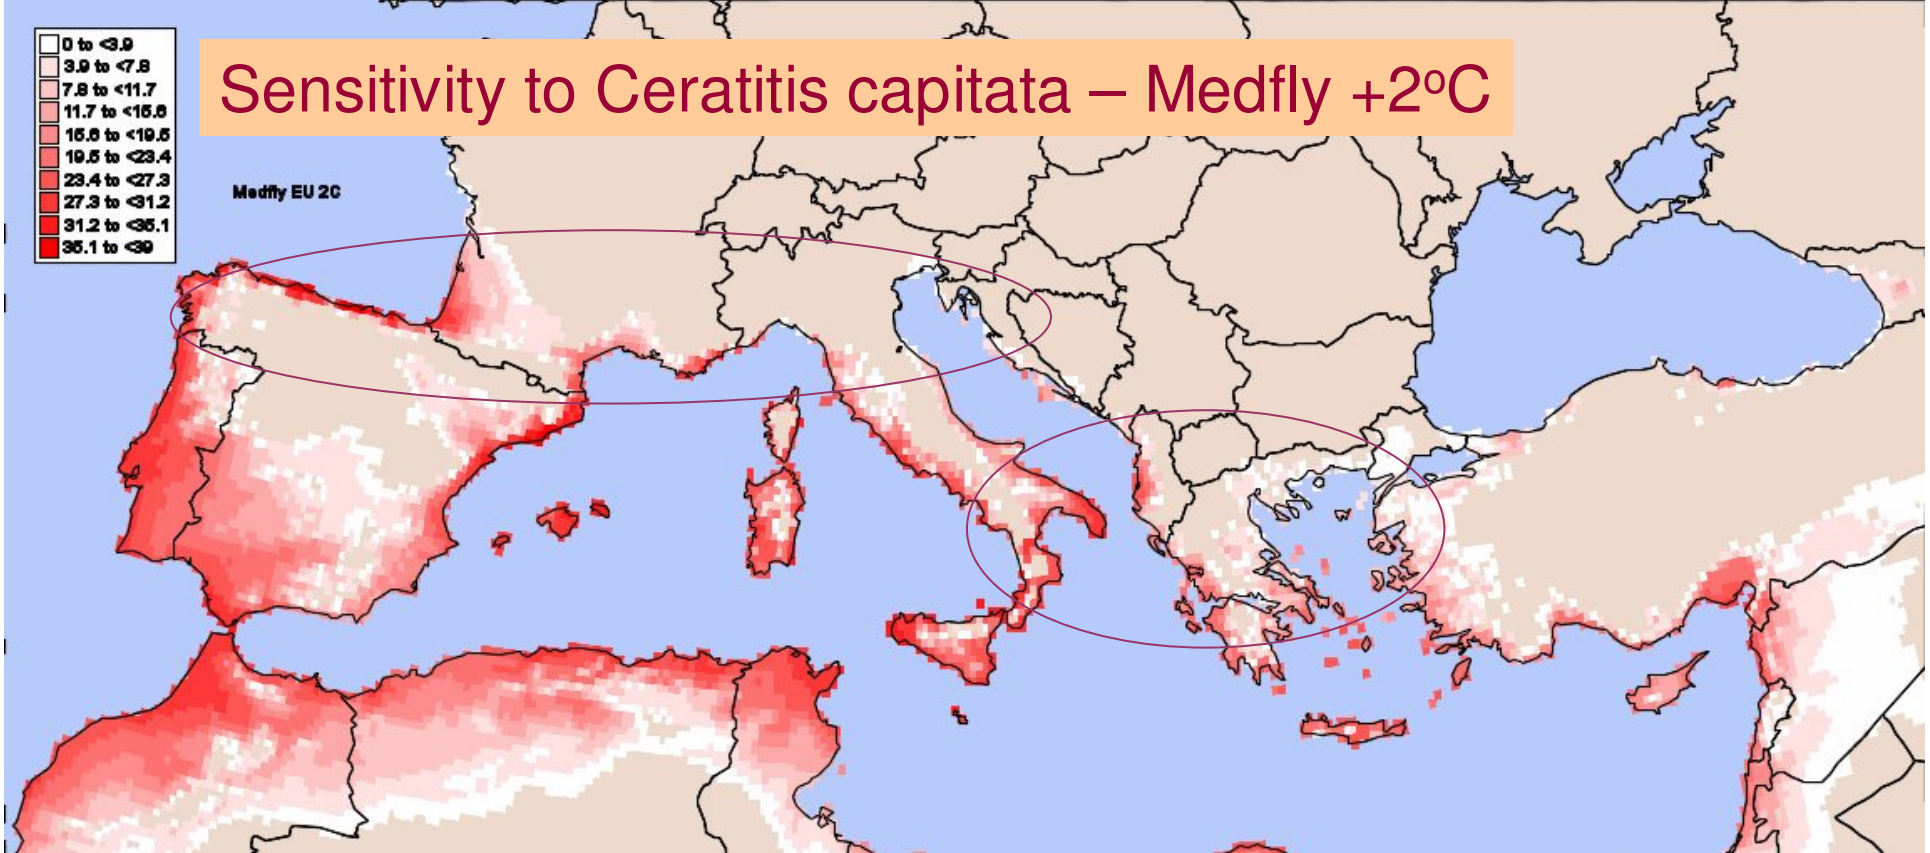 0 to <3.9
3.9 to <7.8
7.8 to <11.7
11.7 to <15.6
15.6 to <19.5
19.5 to <23.4
23.4 to <27.3
27.3 to <31.2
31.2 to <35.1
35.1 to <39
Sensitivity to Ceratitis capitata – Medfly +2ºC
Medfly EU 2C